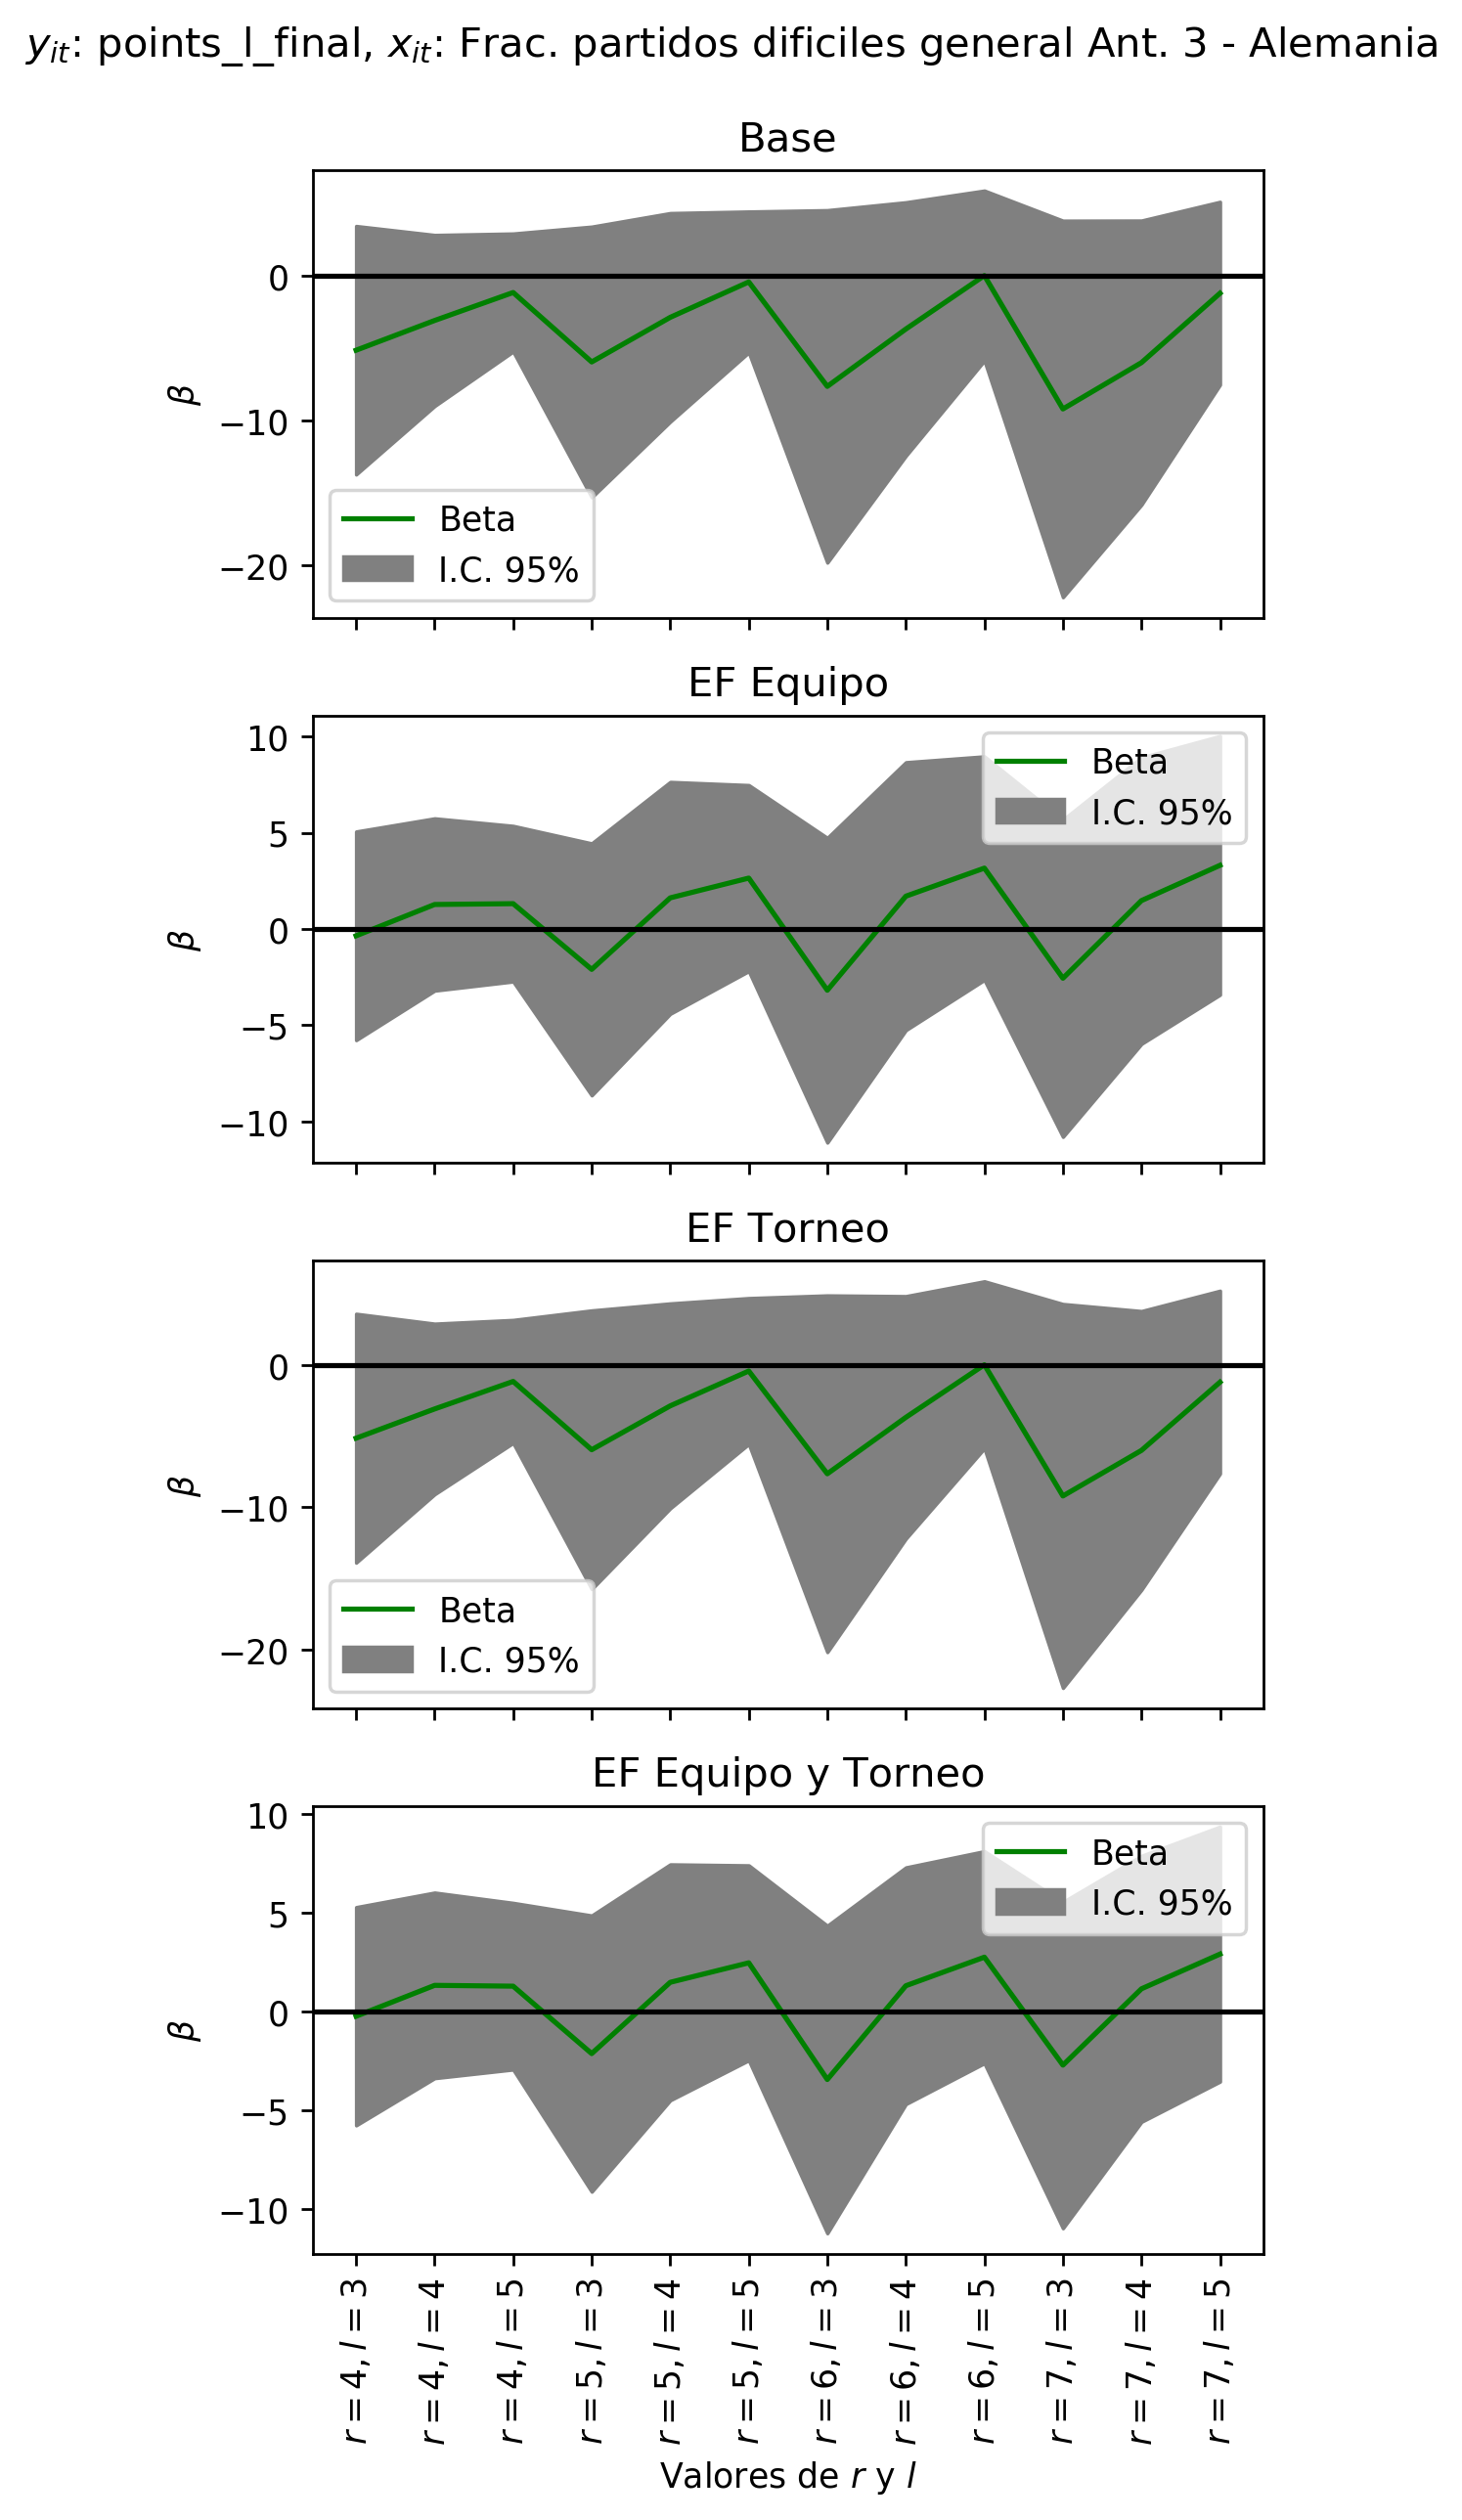 y_it: points_l_final, x_it: Frac. partidos dificiles general Ant. 3 - Alemania
Base
β
0
−10
−20
Beta
I.C. 95%
EF Equipo
β
10
5
0
−5
−10
Beta
I.C. 95%
EF Torneo
β
0
−10
−20
Beta
I.C. 95%
EF Equipo y Torneo
β
10
5
0
−5
−10
Beta
I.C. 95%
r = 4, l = 3
r = 4, l = 4
r = 4, l = 5
r = 5, l = 3
r = 5, l = 4
r = 5, l = 5
r = 6, l = 3
r = 6, l = 4
r = 6, l = 5
r = 7, l = 3
r = 7, l = 4
r = 7, l = 5
Valores de r y l